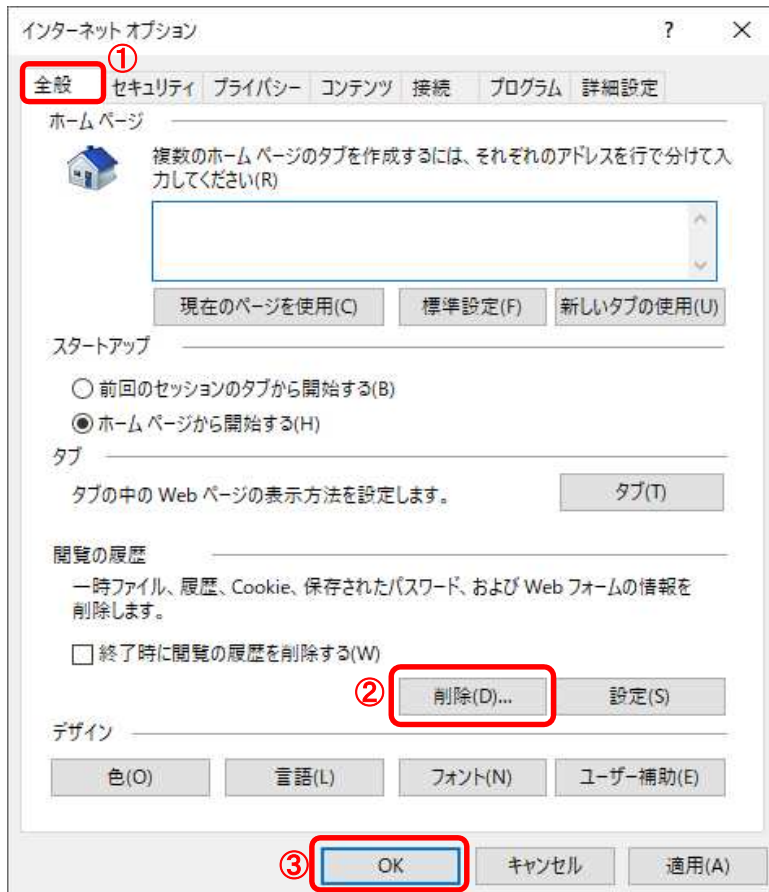 インターネット オプション ? ×
①
全般 セキュリティ プライバシー コンテンツ 接続 プログラム 詳細設定
ホーム ページ
複数のホーム ページのタブを作成するには、それぞれのアドレスを行で分けて入
力してください(R)
現在のページを使用(C) 標準設定(F) 新しいタブの使用(U)
スタートアップ
前回のセッションのタブから開始する(B)
ホーム ページから開始する(H)
タブ
タブの中の Web ページの表示方法を設定します。 タブ(T)
閲覧の履歴
一時ファイル、履歴、Cookie、保存されたパスワード、および Web フォームの情報を
削除します。
終了時に閲覧の履歴を削除する(W)
② 削除(D)... 設定(S)
デザイン
色(O) 言語(L) フォント(N) ユーザー補助(E)
③ OK キャンセル 適用(A)